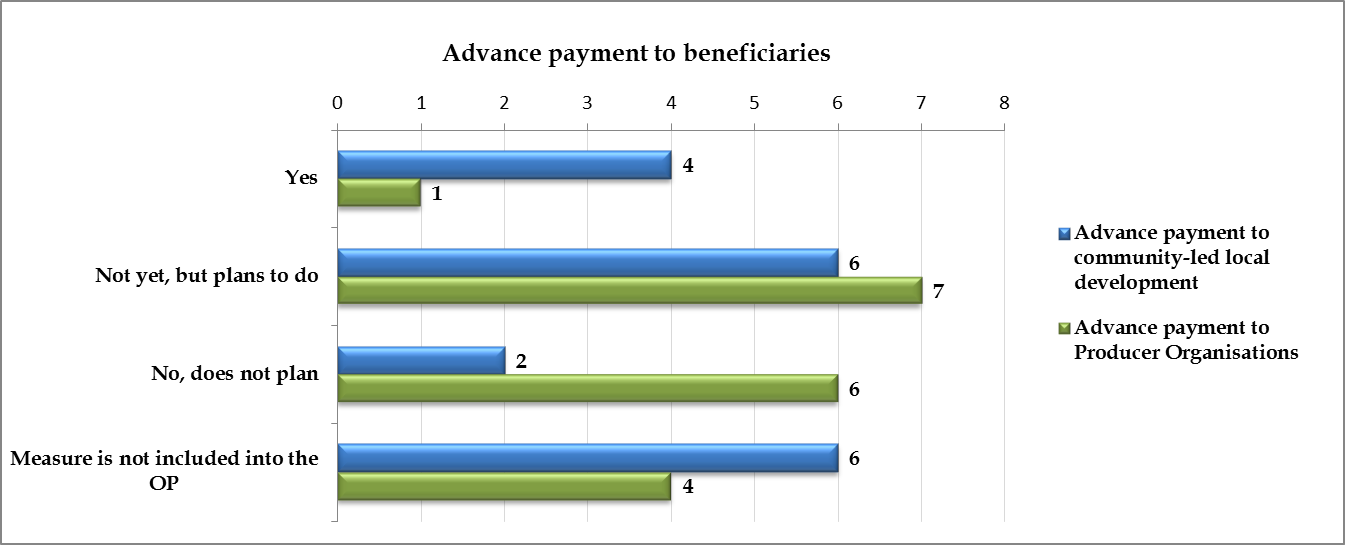 Advance payment to beneficiaries
0 1 2 3 4 5 6 7 8
Yes
4
1
Not yet, but plans to do
6
7
No, does not plan
2
6
Measure is not included into the
OP
6
4
Advance payment to
community-led local
development
Advance payment to
Producer Organisations